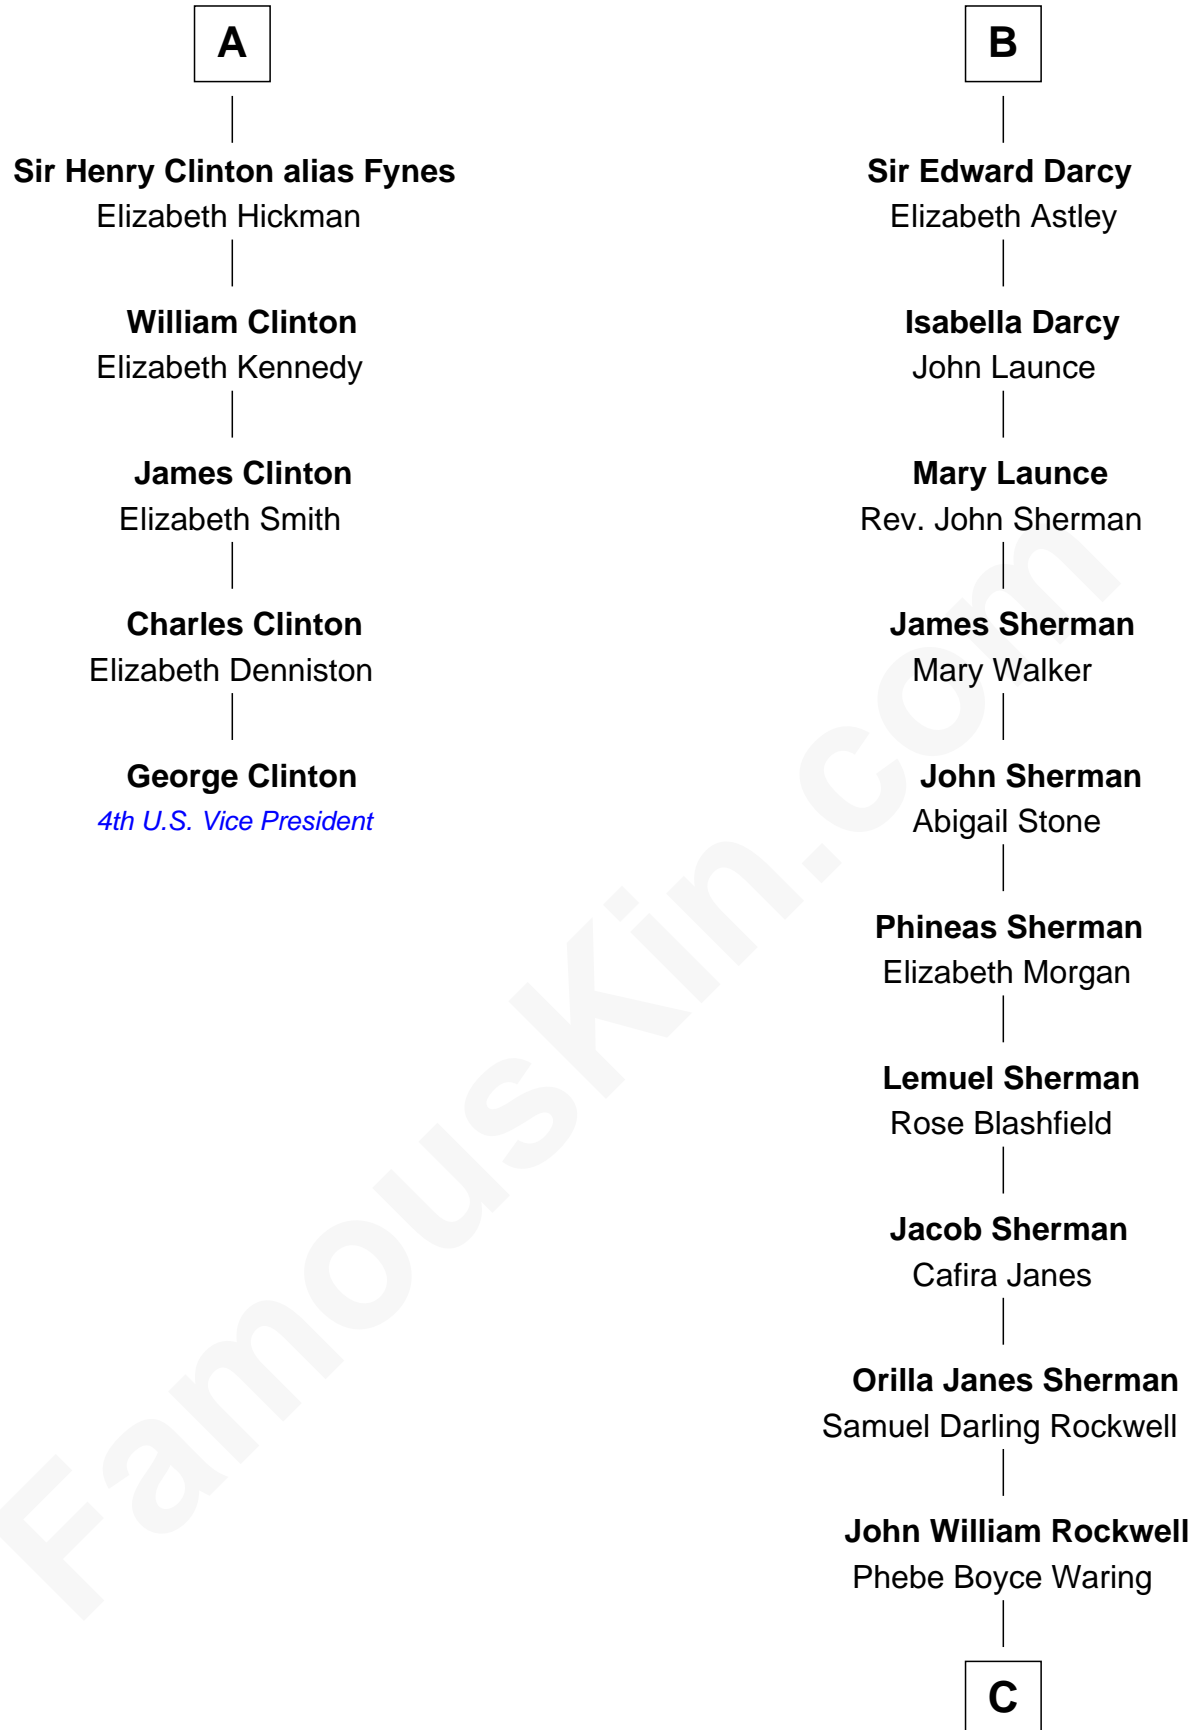 A
Sir Henry Clinton alias Fynes
Elizabeth Hickman
William Clinton
Elizabeth Kennedy
James Clinton
Elizabeth Smith
Charles Clinton
Elizabeth Denniston
George Clinton
4th U.S. Vice President
B
Sir Edward Darcy
Elizabeth Astley
Isabella Darcy
John Launce
Mary Launce
Rev. John Sherman
James Sherman
Mary Walker
John Sherman
Abigail Stone
Phineas Sherman
Elizabeth Morgan
Lemuel Sherman
Rose Blashfield
Jacob Sherman
Cafira Janes
Orilla Janes Sherman
Samuel Darling Rockwell
John William Rockwell
Phebe Boyce Waring
C
FamousKin.com